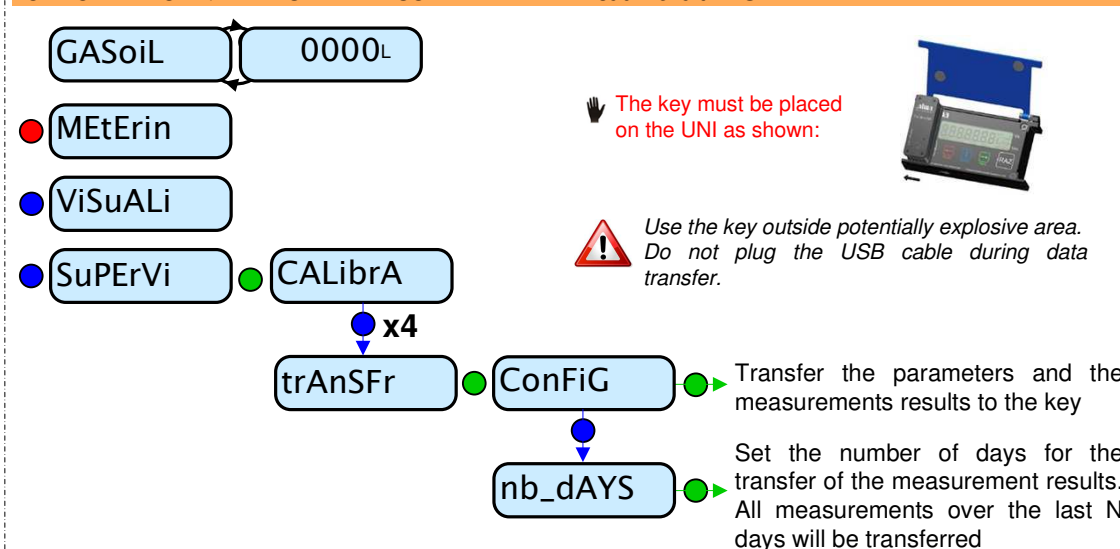 GASoiL 0000L
MEtErin
ViSuALi
SuPErVi CALibrA
x4
trAnSFr ConFiG
nb_dAYS
The key must be placed
on the UNI as shown:
RAZ
Use the key outside potentially explosive area.
Do not plug the USB cable during data
transfer.
Transfer the parameters and the
measurements results to the key
Set the number of days for the
transfer of the measurement results.
All measurements over the last N
days will be transferred